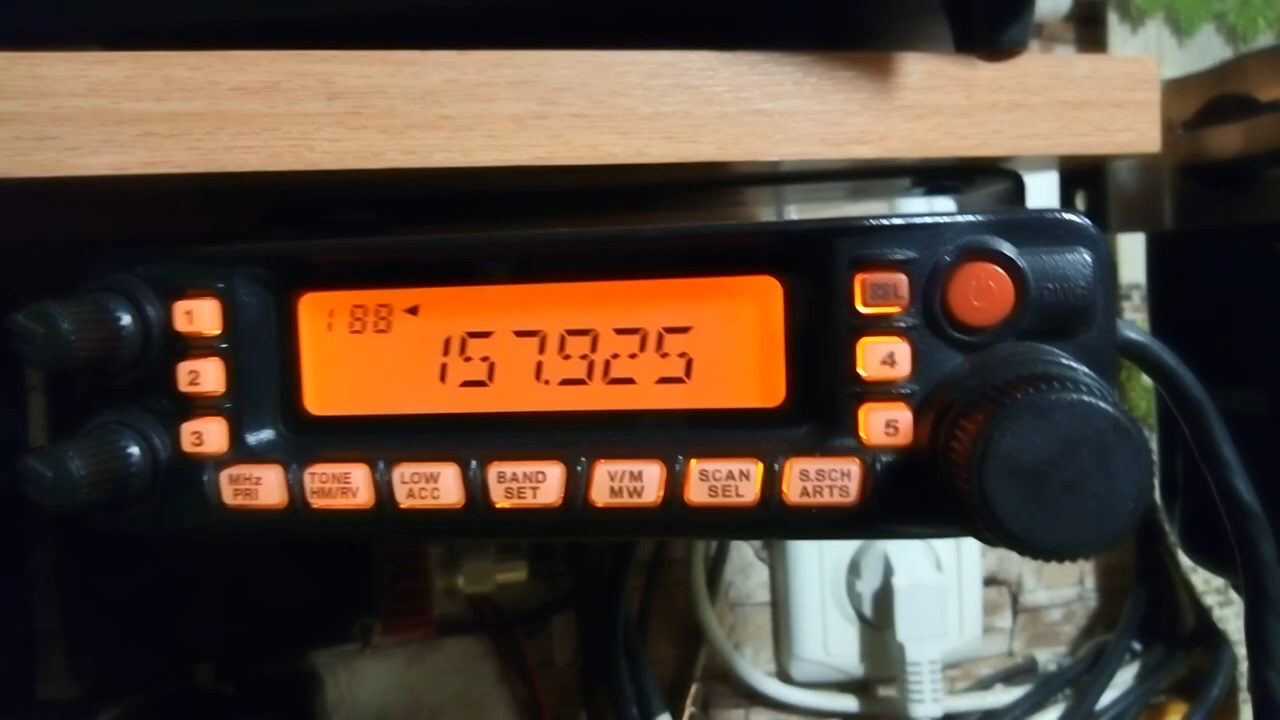 1
2
3
188
157.925
4
5
MHz
PRI
TONE
HM/RV
LOW
ACC
BAND
SET
V/M
MW
SCAN
SEL
S.SCH
ARTS